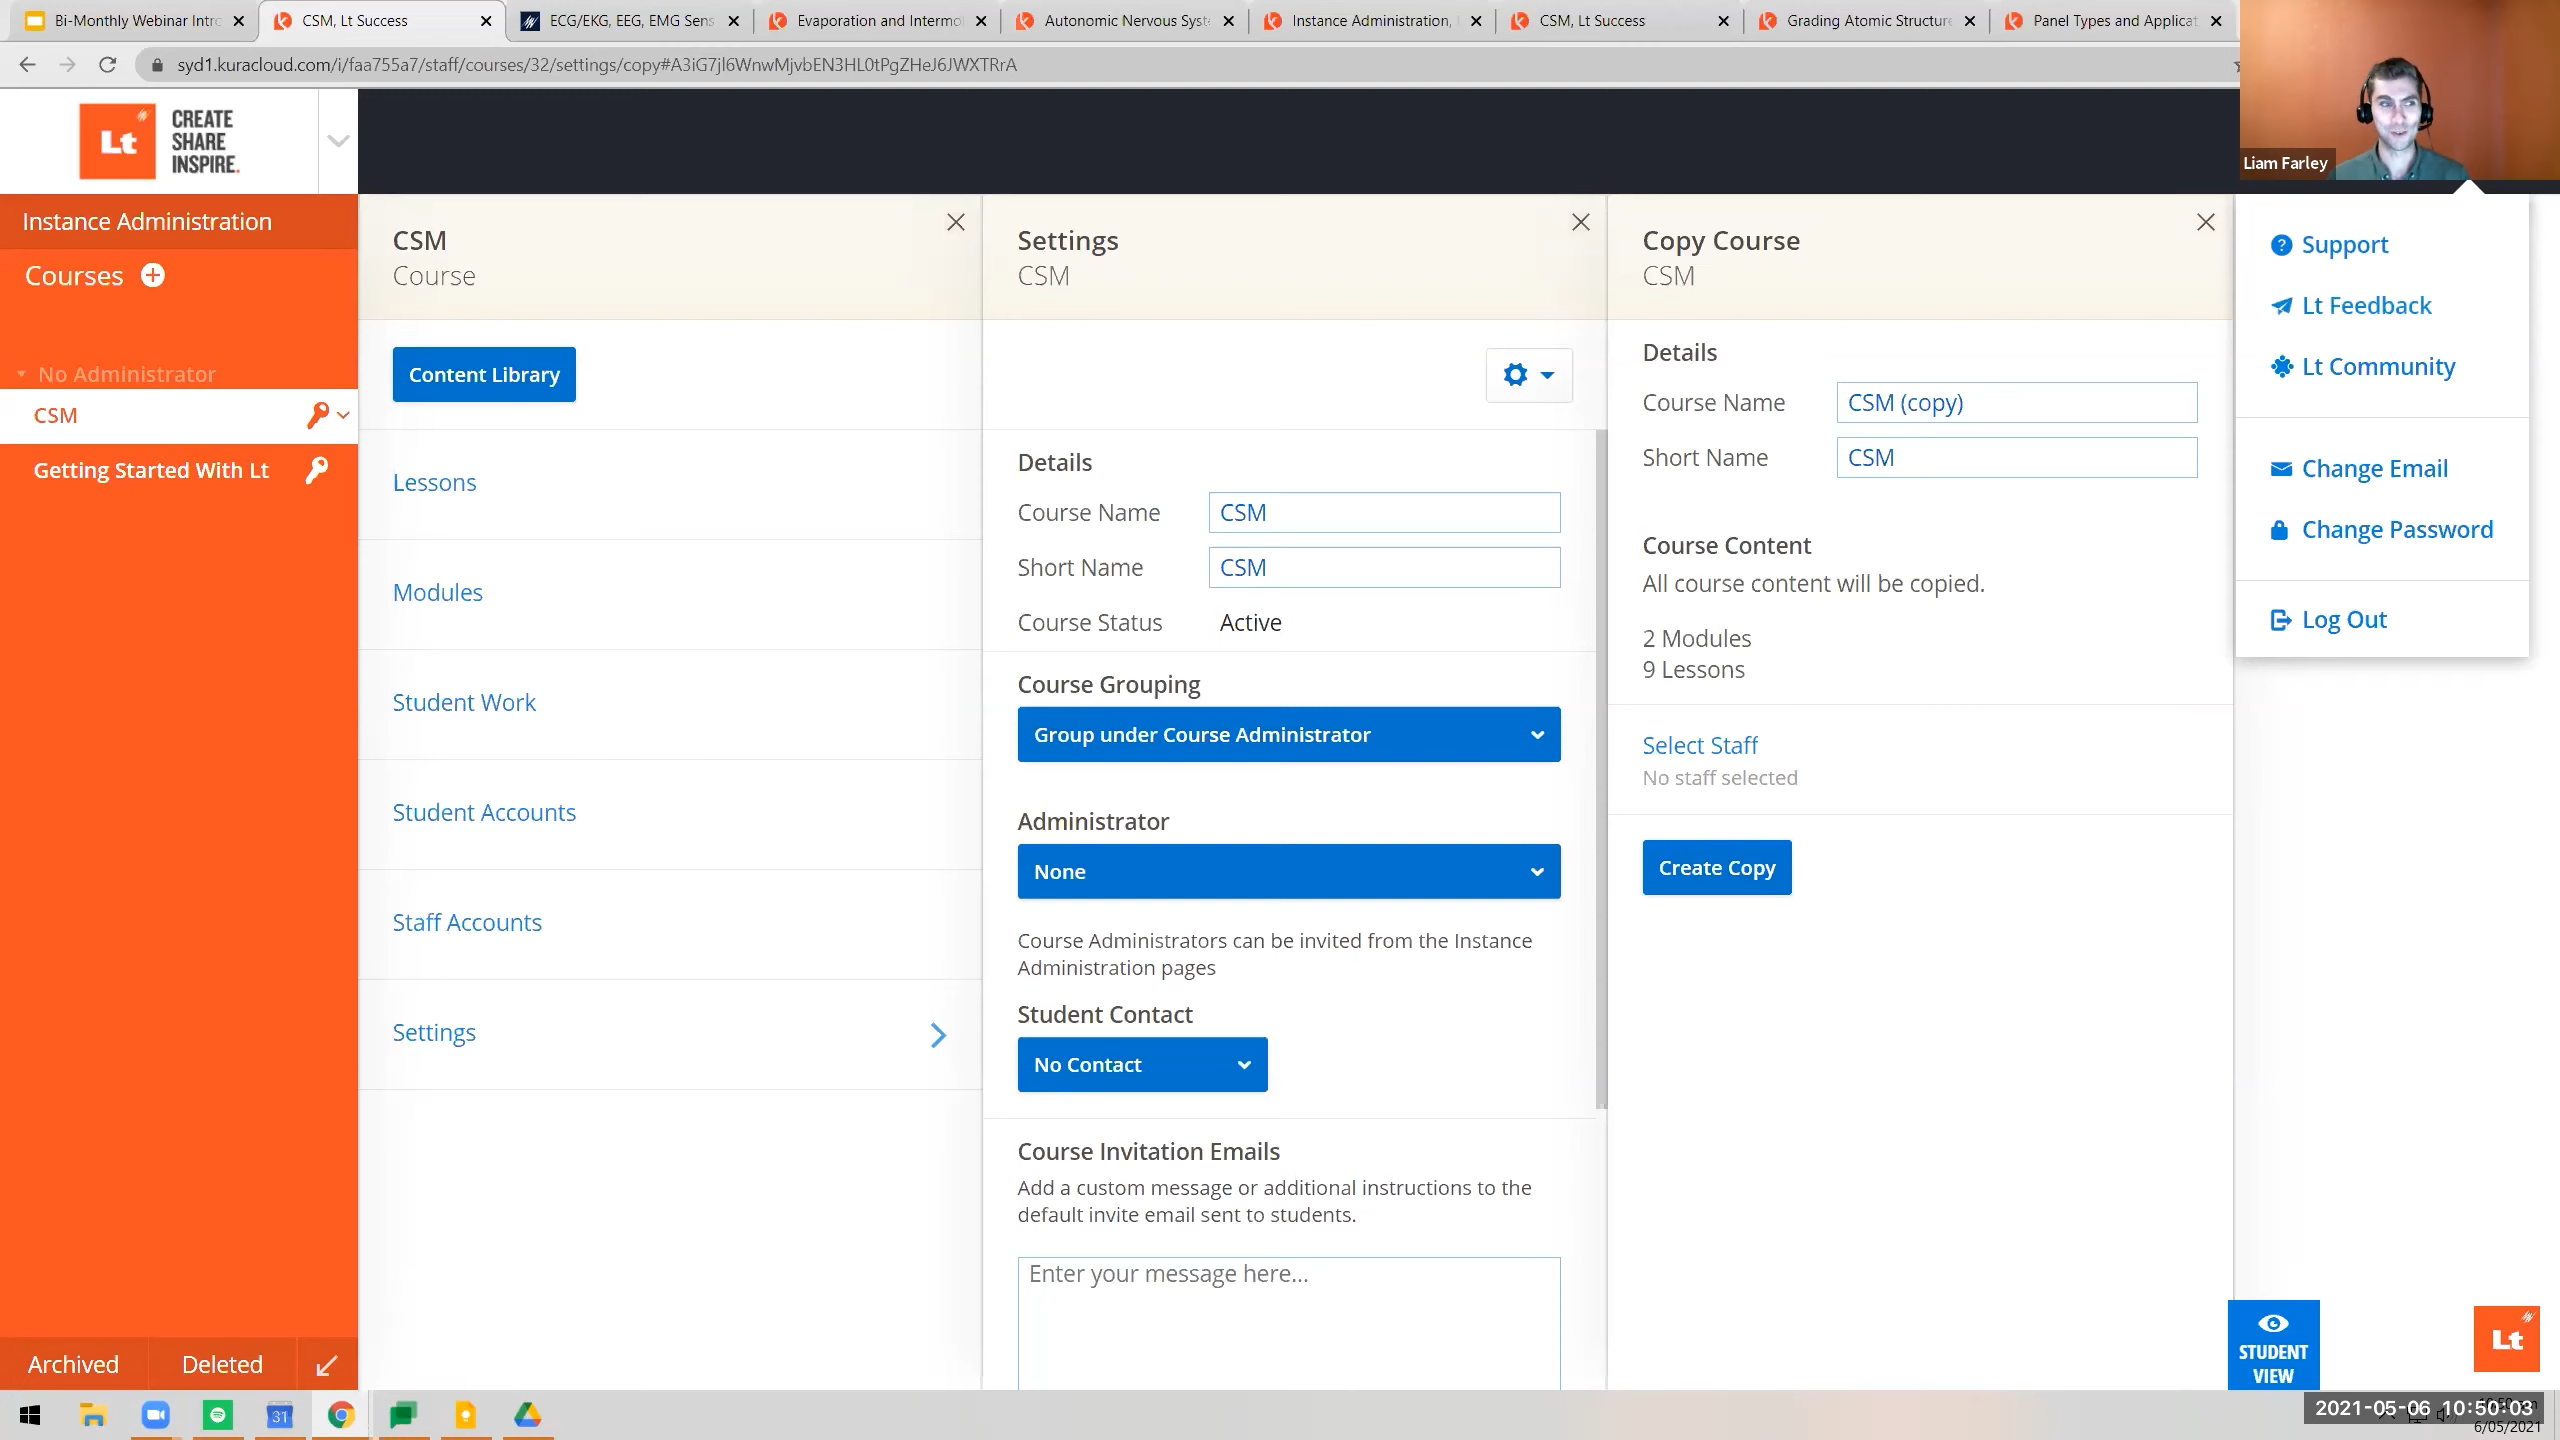 Bi-Monthly Webinar Intro
CSM, Lt Success
ECG/EKG, EEG, EMG Sens
Evaporation and Intermo
Autonomic Nervous Syst
Instance Administration,
CSM, Lt Success
Grading Atomic Structure
Panel Types and Applicat
syd1.kuracloud.com/i/faa755a7/staff/courses/32/settings/copy#A3iG7jl6WnwMjvbEN3HL0tPgZHeJ6JWXTRrA
Liam Farley
Lt
CREATE
SHARE
INSPIRE.
Instance Administration
Courses
No Administrator
CSM
Getting Started With Lt
Archived
Deleted
CSM
Course
Content Library
Lessons
Modules
Student Work
Student Accounts
Staff Accounts
Settings
Settings
CSM
Details
Course Name
CSM
Short Name
CSM
Course Status
Active
Course Grouping
Group under Course Administrator
Administrator
None
Course Administrators can be invited from the Instance
Administration pages
Student Contact
No Contact
Course Invitation Emails
Add a custom message or additional instructions to the
default invite email sent to students.
Enter your message here...
Copy Course
CSM
Details
Course Name
CSM (copy)
Short Name
CSM
Course Content
All course content will be copied.
2 Modules
9 Lessons
Select Staff
No staff selected
Create Copy
Support
Lt Feedback
Lt Community
Change Email
Change Password
Log Out
STUDENT
VIEW
Lt
31
2021-05-06 10:50:03
6/05/2021